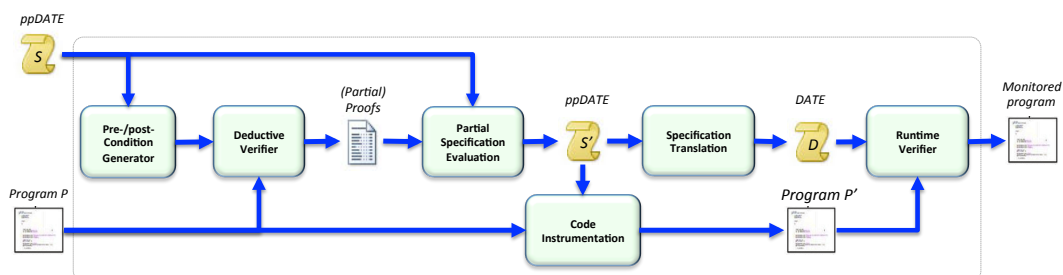 ppDATE
S
Pre-/post-
Condition
Generator
Deductive
Verifier
(Partial)
Proofs
Partial
Specification
Evaluation
ppDATE
S'
Specification
Translation
DATE
D
Runtime
Verifier
Monitored
program
Program P
Code
Instrumentation
Program P'